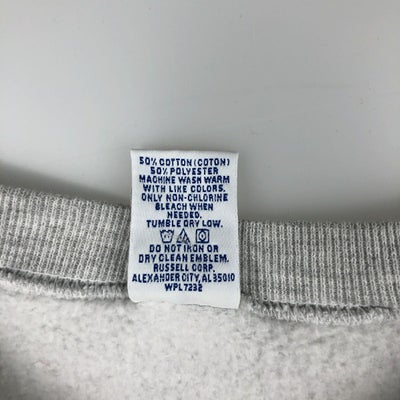 50% COTTON (COTON)
50% POLYESTER
MACHINE WASH WARM
WITH LIKE COLORS.
ONLY NON-CHLORINE
BLEACH WHEN
NEEDED.
TUMBLE DRY LOW.
DO NOT IRON OR
DRY CLEAN EMBLEM.
RUSSELL CORP.
ALEXANDER CITY, AL 35010
WPL 7232